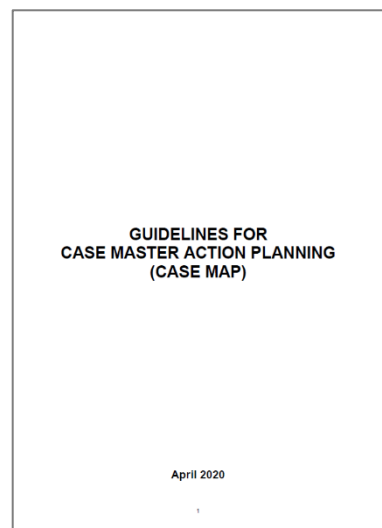 GUIDELINES FOR
CASE MASTER ACTION PLANNING
(CASE MAP)
April 2020
1